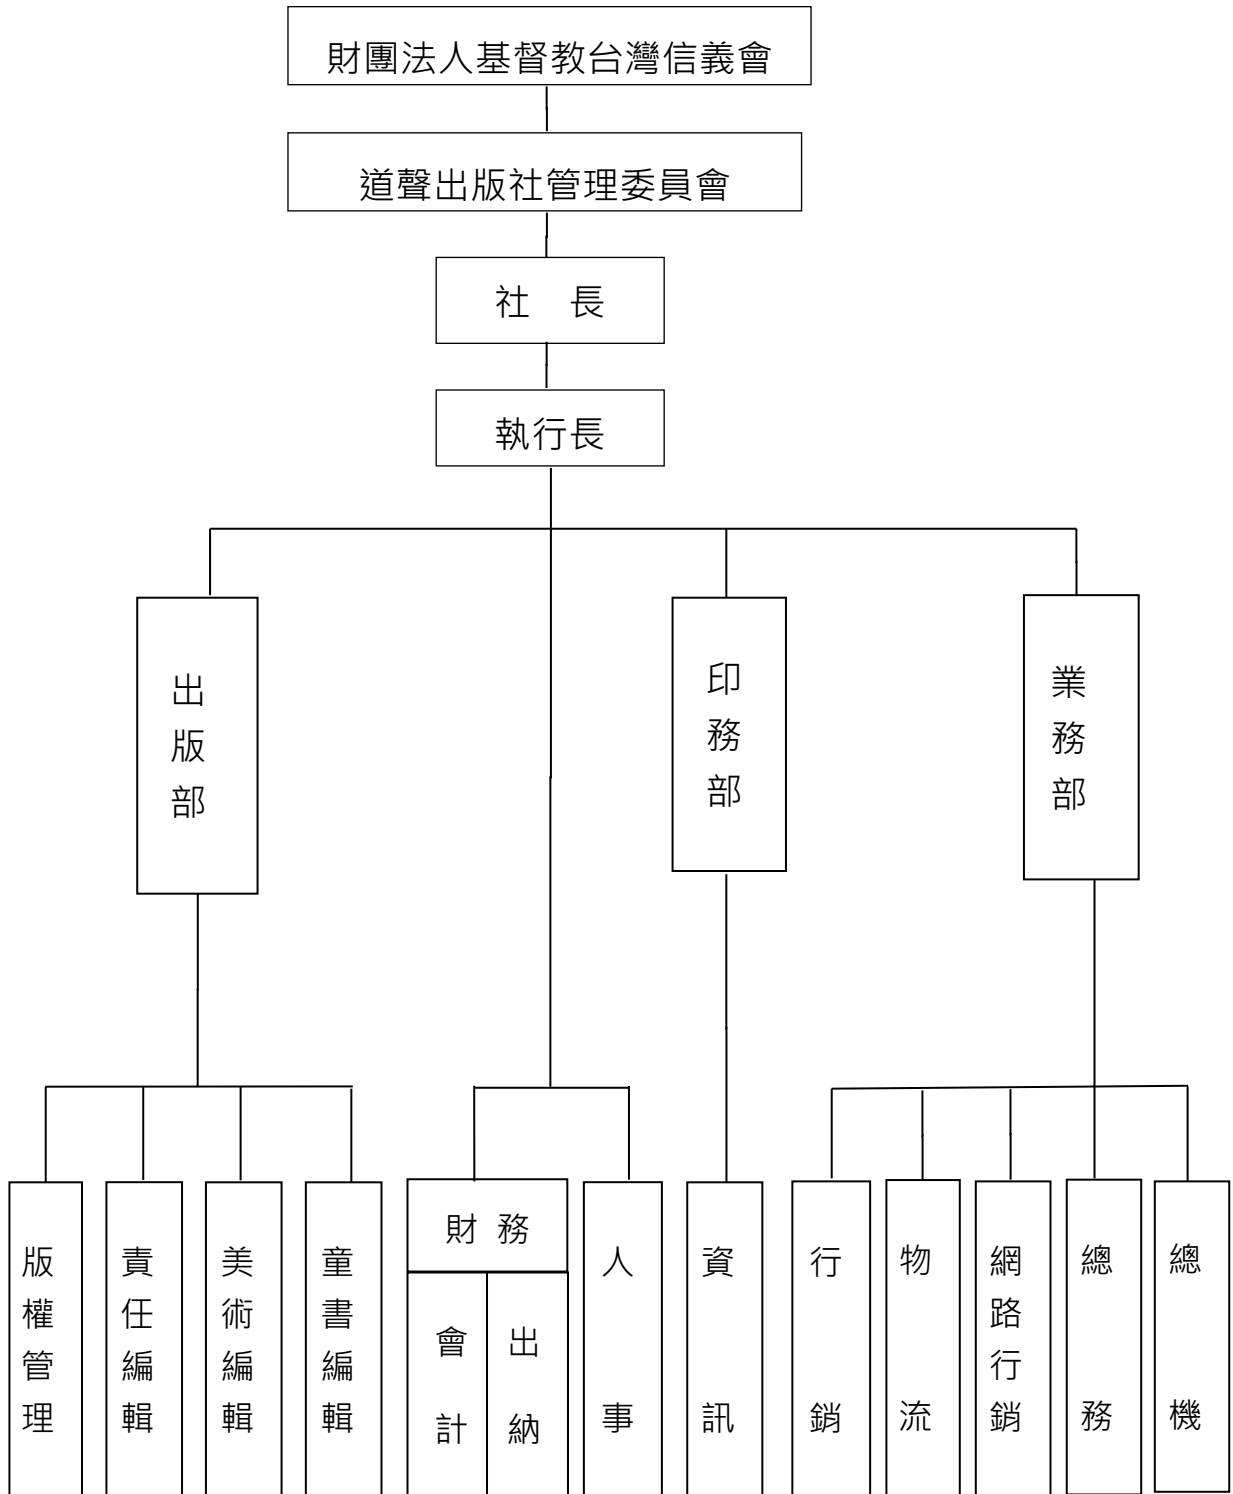 財團法人基督教台灣信義會
道聲出版社管理委員會
社　長
執行長
出版部
印務部
業務部
版權管理
責任編輯
美術編輯
童書編輯
財 務
會計
出納
人事
資訊
行銷
物流
網路行銷
總務
總機